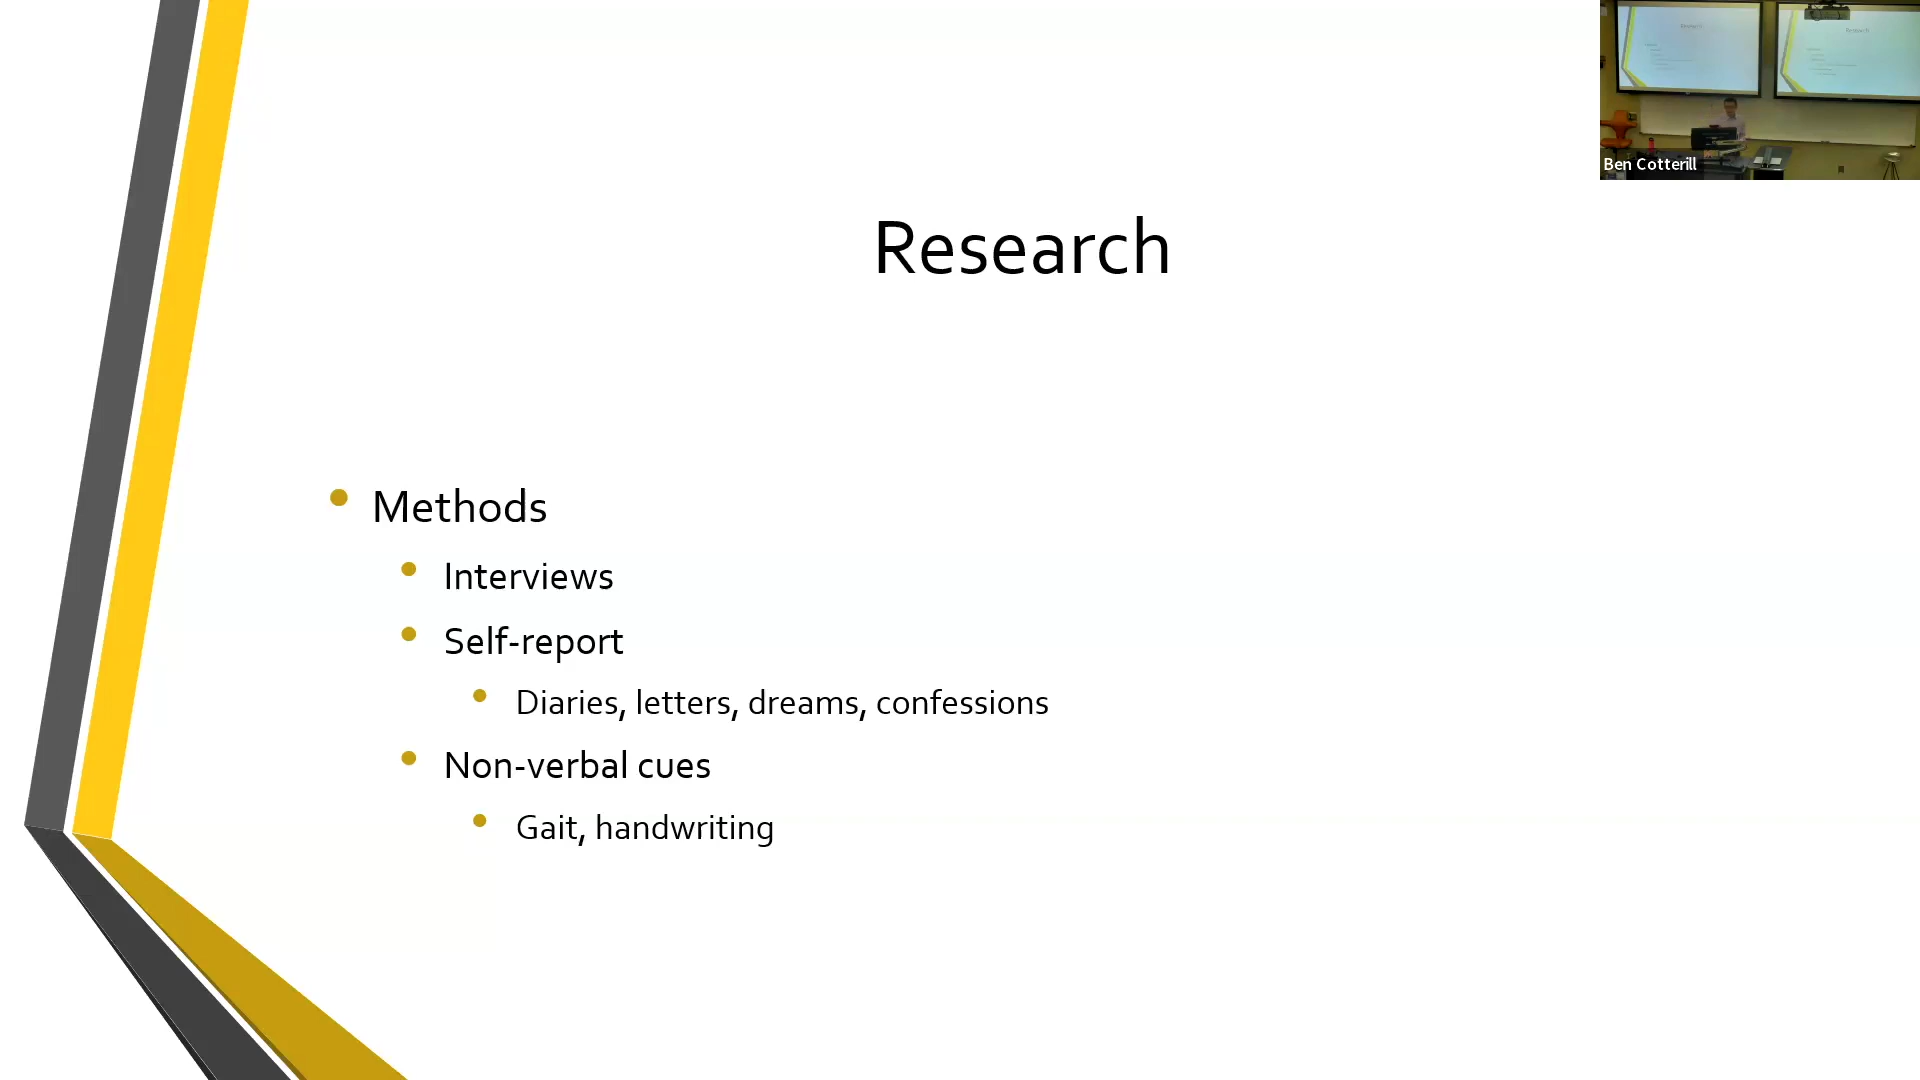 Ben Cotterill
Research
Methods
Interviews
Self-report
Diaries, letters, dreams, confessions
Non-verbal cues
Gait, handwriting